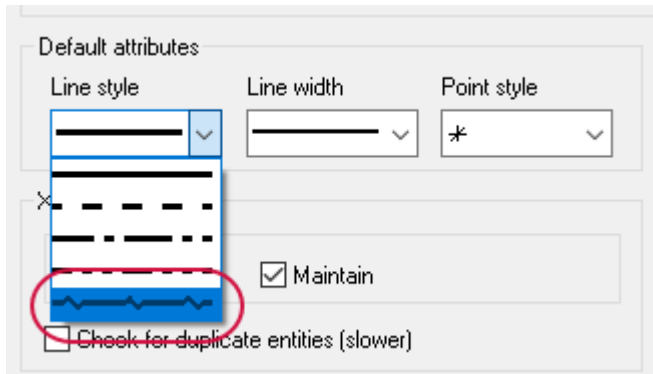 Default attributes
Line style Line width Point style
Maintain
Check for duplicate entities (slower)